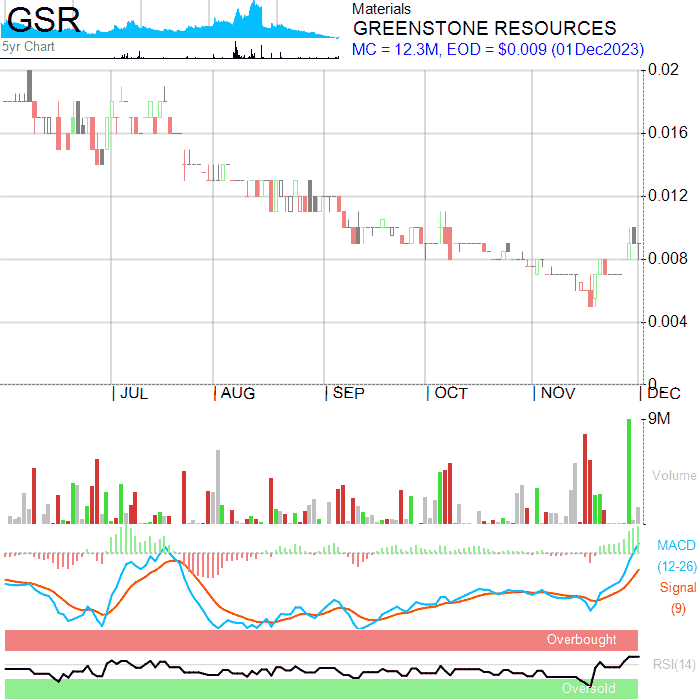 GSR
5yr Chart
Materials
GREENSTONE RESOURCES
MC = 12.3M, EOD = $0.009 (01Dec2023)
0.02
0.016
0.012
0.008
0.004
0
JUL AUG SEP OCT NOV DEC
9M
Volume
MACD
(12-26)
Signal
(9)
Overbought
RSI(14)
Oversold